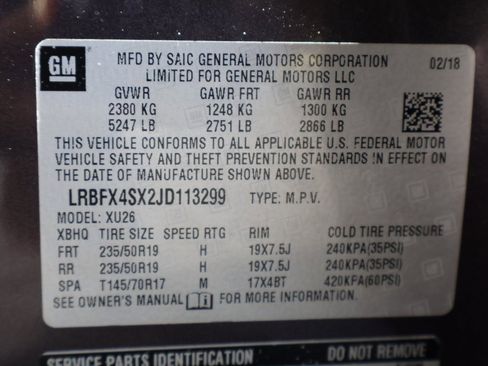 GM
MFD BY SAIC GENERAL MOTORS CORPORATION 02/18
LIMITED FOR GENERAL MOTORS LLC
GVWR GAWR FRT GAWR RR
2380 KG 1248 KG 1300 KG
5247 LB 2751 LB 2866 LB
THIS VEHICLE CONFORMS TO ALL APPLICABLE U.S. FEDERAL MOTOR
VEHICLE SAFETY AND THEFT PREVENTION STANDARDS IN EFFECT ON
THE DATE OF MANUFACTURE SHOWN ABOVE.
LRBFX4SX2JD113299 TYPE: M.P.V.
MODEL: XU26
XBHQ TIRE SIZE SPEED RTG RIM COLD TIRE PRESSURE
FRT 235/50R19 H 19X7.5J 240KPA(35PSI)
RR 235/50R19 H 19X7.5J 240KPA(35PSI)
SPA T145/70R17 M 17X4BT 420KPA(60PSI)
SEE OWNER'S MANUAL i FOR MORE INFORMATION.
SERVICE PARTS IDENTIFICATION DO NOT REMOVE